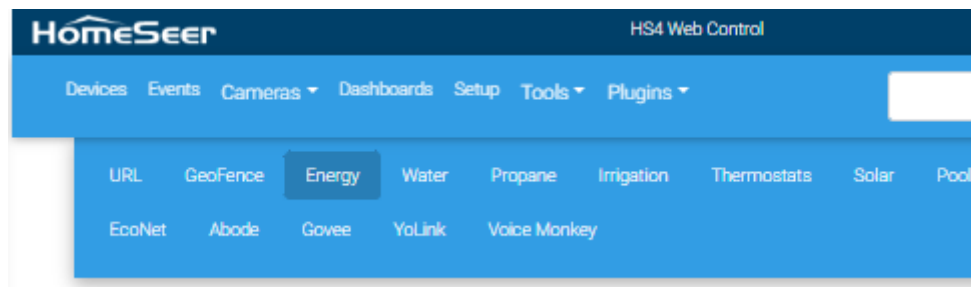 HomeSeer HS4 Web Control
Devices Events Cameras Dashboards Setup Tools Plugins
URL GeoFence Energy Water Propane Irrigation Thermostats Solar Pool
EcoNet Abode Govee YoLink Voice Monkey